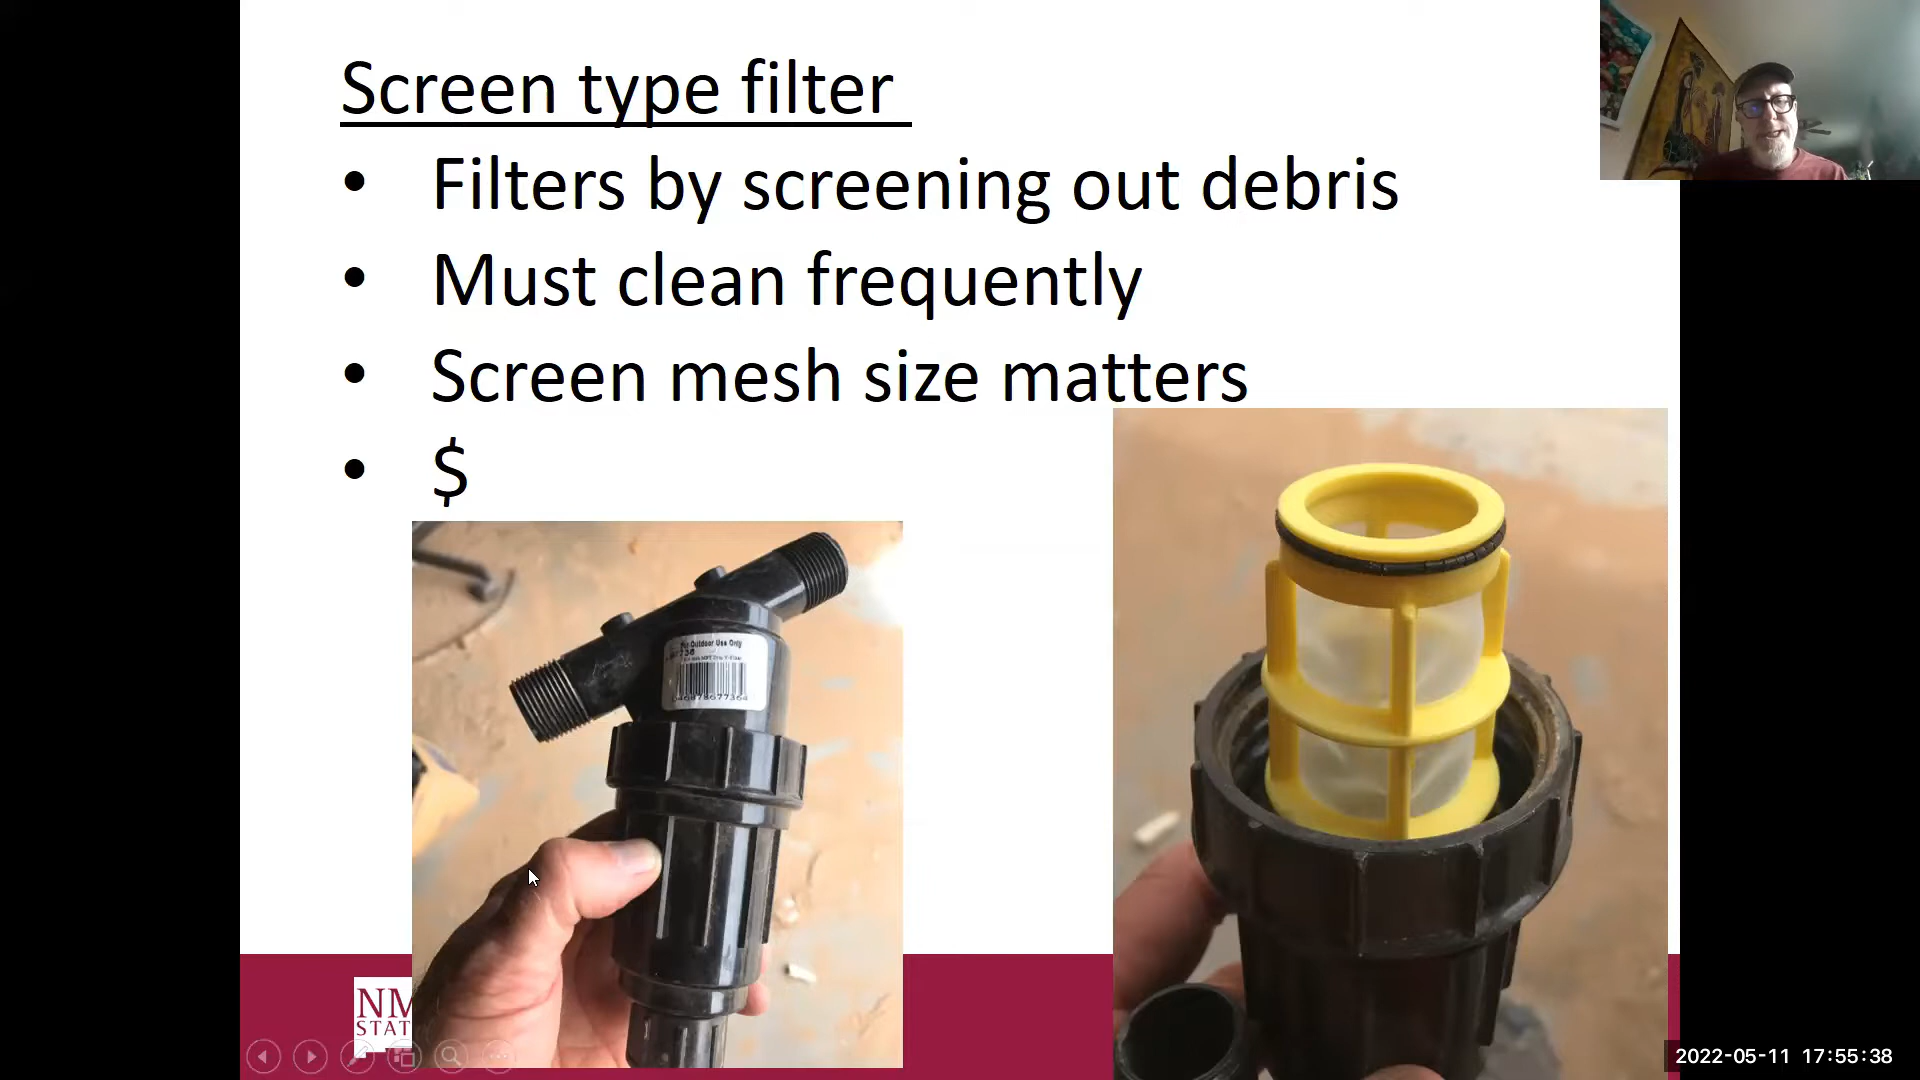 Screen type filter
• Filters by screening out debris
• Must clean frequently
• Screen mesh size matters
• $
For Outdoor Use Only
NM
STAT
2022-05-11 17:55:38